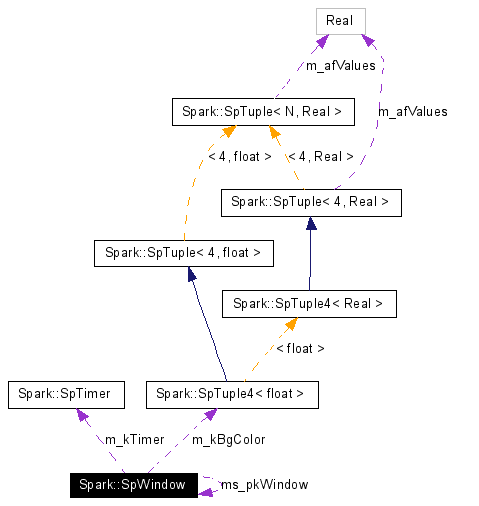 Real
m_afValues
Spark::SpTuple< N, Real >
m_afValues
< 4, float >
< 4, Real >
Spark::SpTuple< 4, Real >
Spark::SpTuple< 4, float >
Spark::SpTuple4< Real >
< float >
Spark::SpTimer
Spark::SpTuple4< float >
m_kTimer
m_kBgColor
Spark::SpWindow
ms_pkWindow